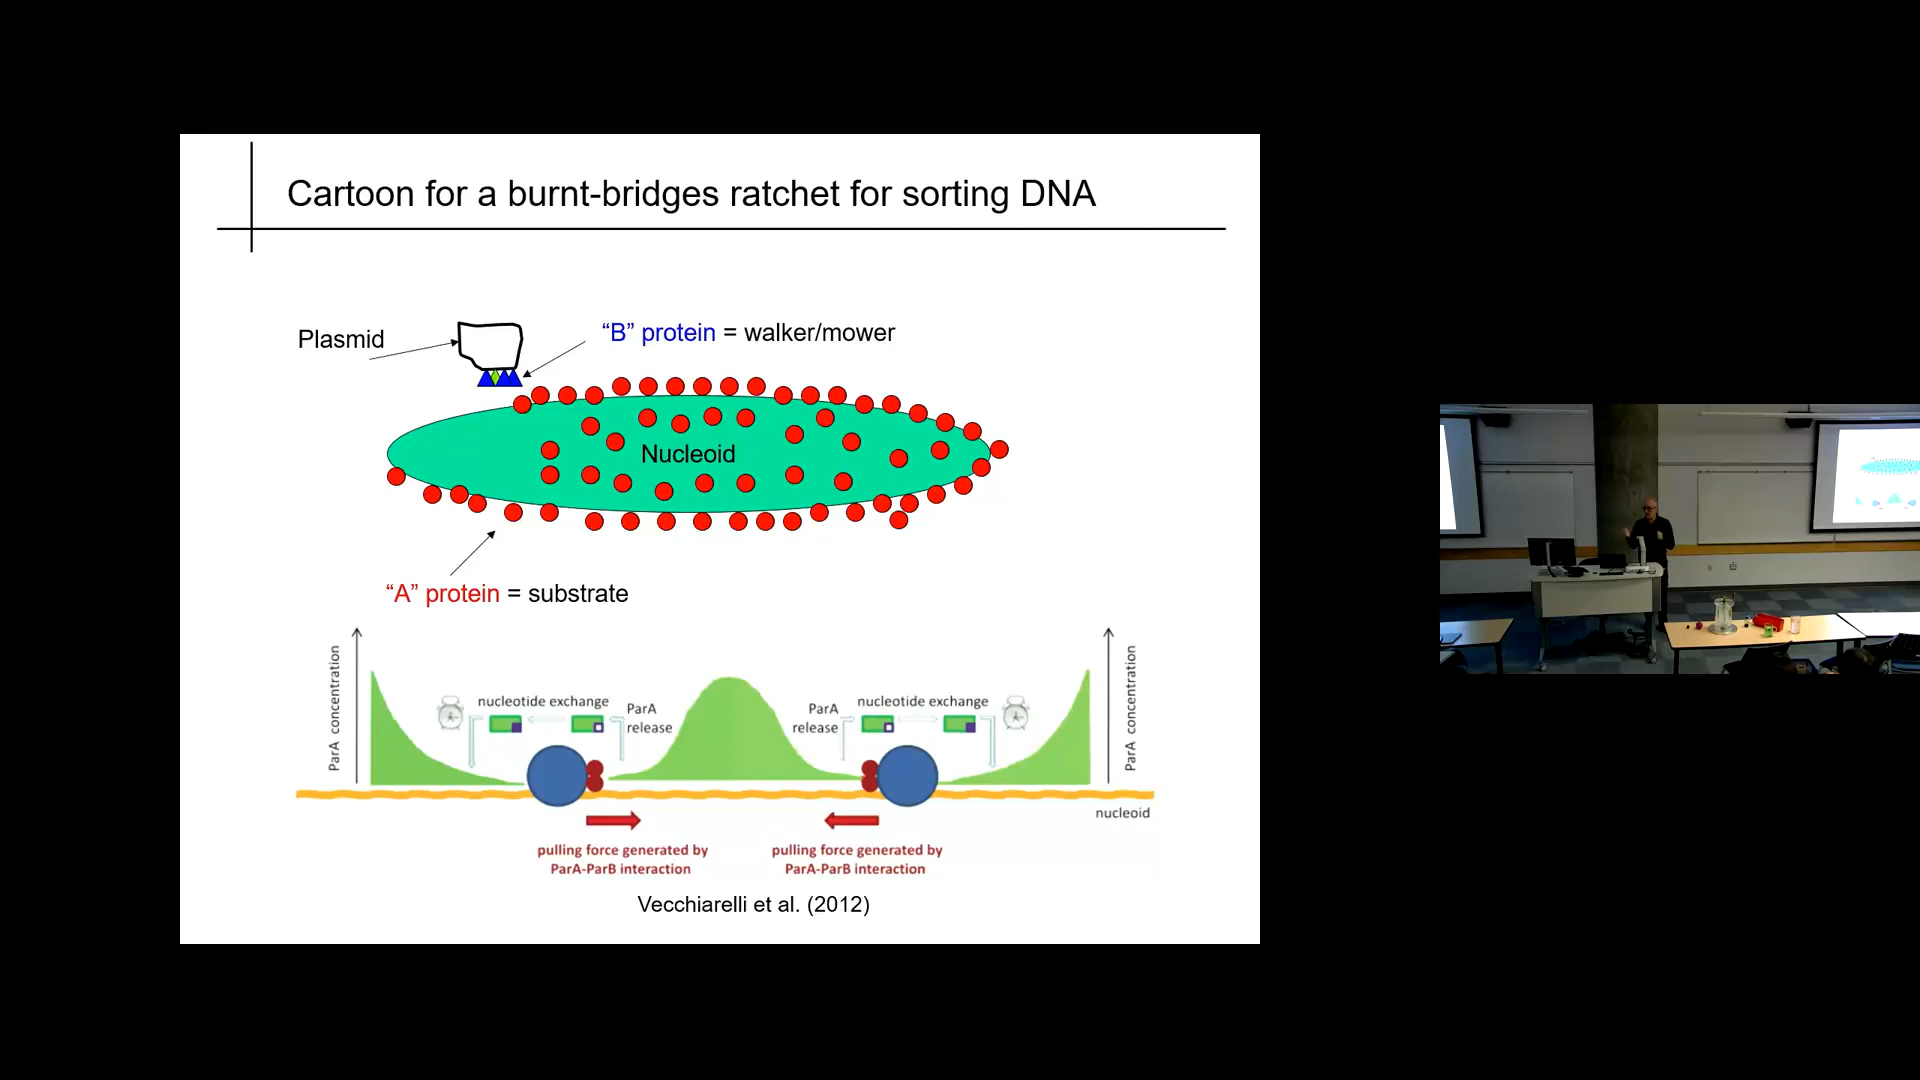 Cartoon for a burnt-bridges ratchet for sorting DNA
Plasmid
“B” protein = walker/mower
Nucleoid
“A” protein = substrate
ParA concentration
nucleotide exchange
ParA
release
ParA
release
nucleotide exchange
ParA concentration
nucleoid
pulling force generated by
ParA-ParB interaction
pulling force generated by
ParA-ParB interaction
Vecchiarelli et al. (2012)